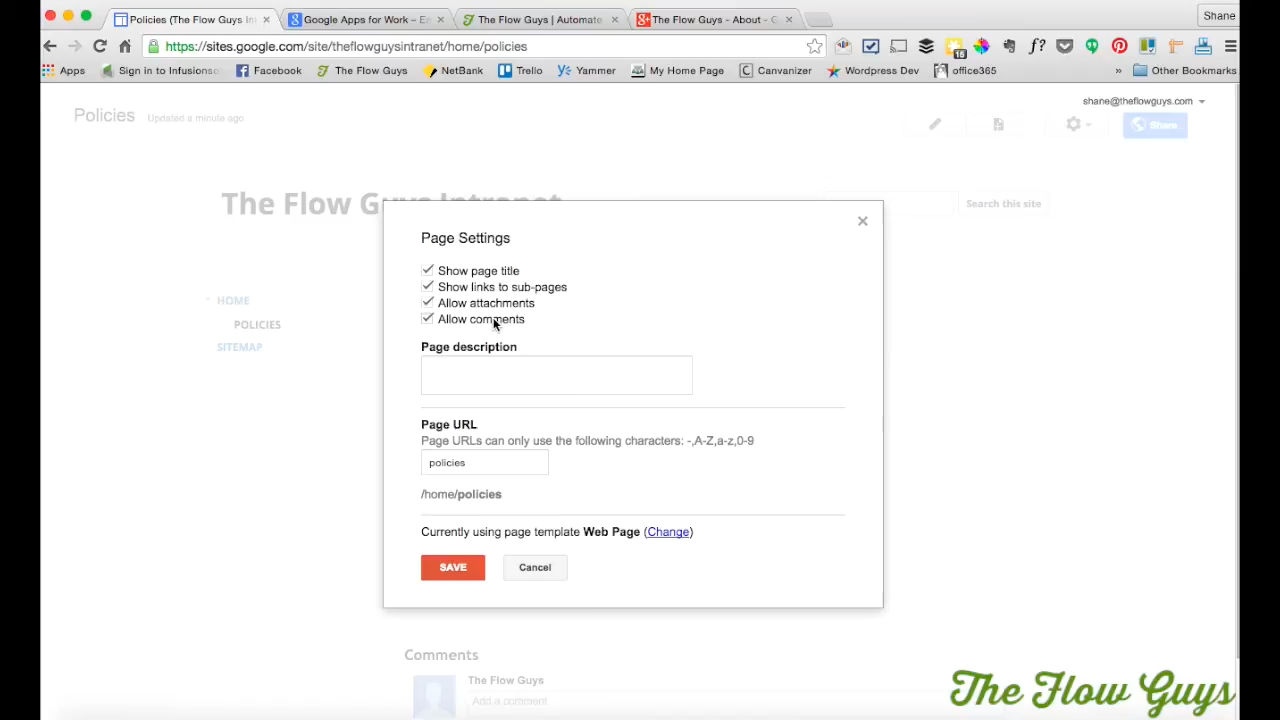 Policies (The Flow Guys In
Google Apps for Work – En
The Flow Guys | Automate
The Flow Guys - About - G
Shane
https://sites.google.com/site/theflowguysintranet/home/policies
16
f?
Apps
Sign in to Infusionso
Facebook
The Flow Guys
NetBank
Trello
Yammer
My Home Page
Canvanizer
Wordpress Dev
office365
»
Other Bookmarks
shane@theflowguys.com
Policies
Updated a minute ago
Share
The Flow Guys Intranet
Search this site
HOME
POLICIES
SITEMAP
Page Settings
Show page title
Show links to sub-pages
Allow attachments
Allow comments
Page description
Page URL
Page URLs can only use the following characters: -,A-Z,a-z,0-9
policies
/home/policies
Currently using page template Web Page (Change)
SAVE
Cancel
Comments
The Flow Guys
Add a comment
The Flow Guys